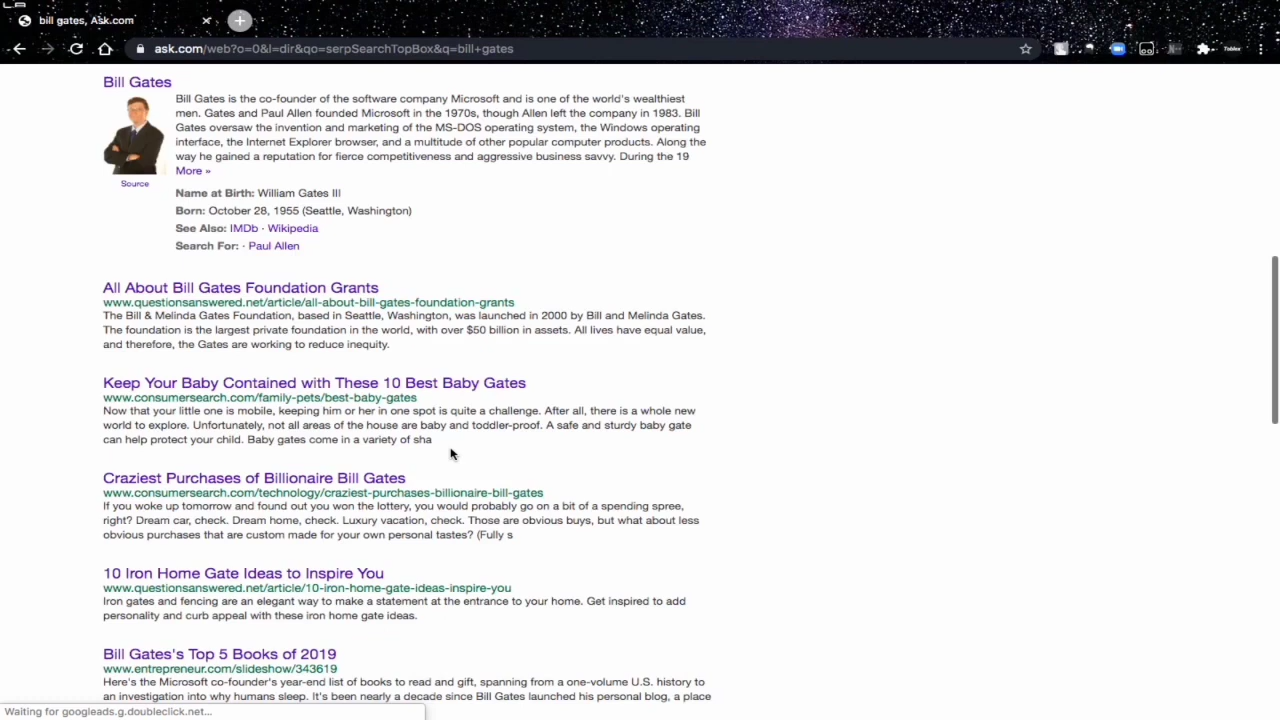 bill gates, Ask.com
ask.com/web?o=0&l=dir&qo=serpSearchTopBox&q=bill+gates
Bill Gates
Bill Gates is the co-founder of the software company Microsoft and is one of the world's wealthiest
men. Gates and Paul Allen founded Microsoft in the 1970s, though Allen left the company in 1983. Bill
Gates oversaw the invention and marketing of the MS-DOS operating system, the Windows operating
interface, the Internet Explorer browser, and a multitude of other popular computer products. Along the
way he gained a reputation for fierce competitiveness and aggressive business savvy. During the 19
More »
Source
Name at Birth: William Gates III
Born: October 28, 1955 (Seattle, Washington)
See Also: IMDb · Wikipedia
Search For: · Paul Allen
All About Bill Gates Foundation Grants
www.questionsanswered.net/article/all-about-bill-gates-foundation-grants
The Bill & Melinda Gates Foundation, based in Seattle, Washington, was launched in 2000 by Bill and Melinda Gates.
The foundation is the largest private foundation in the world, with over $50 billion in assets. All lives have equal value,
and therefore, the Gates are working to reduce inequity.
Keep Your Baby Contained with These 10 Best Baby Gates
www.consumersearch.com/family-pets/best-baby-gates
Now that your little one is mobile, keeping him or her in one spot is quite a challenge. After all, there is a whole new
world to explore. Unfortunately, not all areas of the house are baby and toddler-proof. A safe and sturdy baby gate
can help protect your child. Baby gates come in a variety of sha
Craziest Purchases of Billionaire Bill Gates
www.consumersearch.com/technology/craziest-purchases-billionaire-bill-gates
If you woke up tomorrow and found out you won the lottery, you would probably go on a bit of a spending spree,
right? Dream car, check. Dream home, check. Luxury vacation, check. Those are obvious buys, but what about less
obvious purchases that are custom made for your own personal tastes? (Fully s
10 Iron Home Gate Ideas to Inspire You
www.questionsanswered.net/article/10-iron-home-gate-ideas-inspire-you
Iron gates and fencing are an elegant way to make a statement at the entrance to your home. Get inspired to add
personality and curb appeal with these iron home gate ideas.
Bill Gates's Top 5 Books of 2019
www.entrepreneur.com/slideshow/343619
Here's the Microsoft co-founder's year-end list of books to read and gift, spanning from a one-volume U.S. history to
an investigation into why humans sleep. It's been nearly a decade since Bill Gates launched his personal blog, a place
Waiting for googleads.g.doubleclick.net...